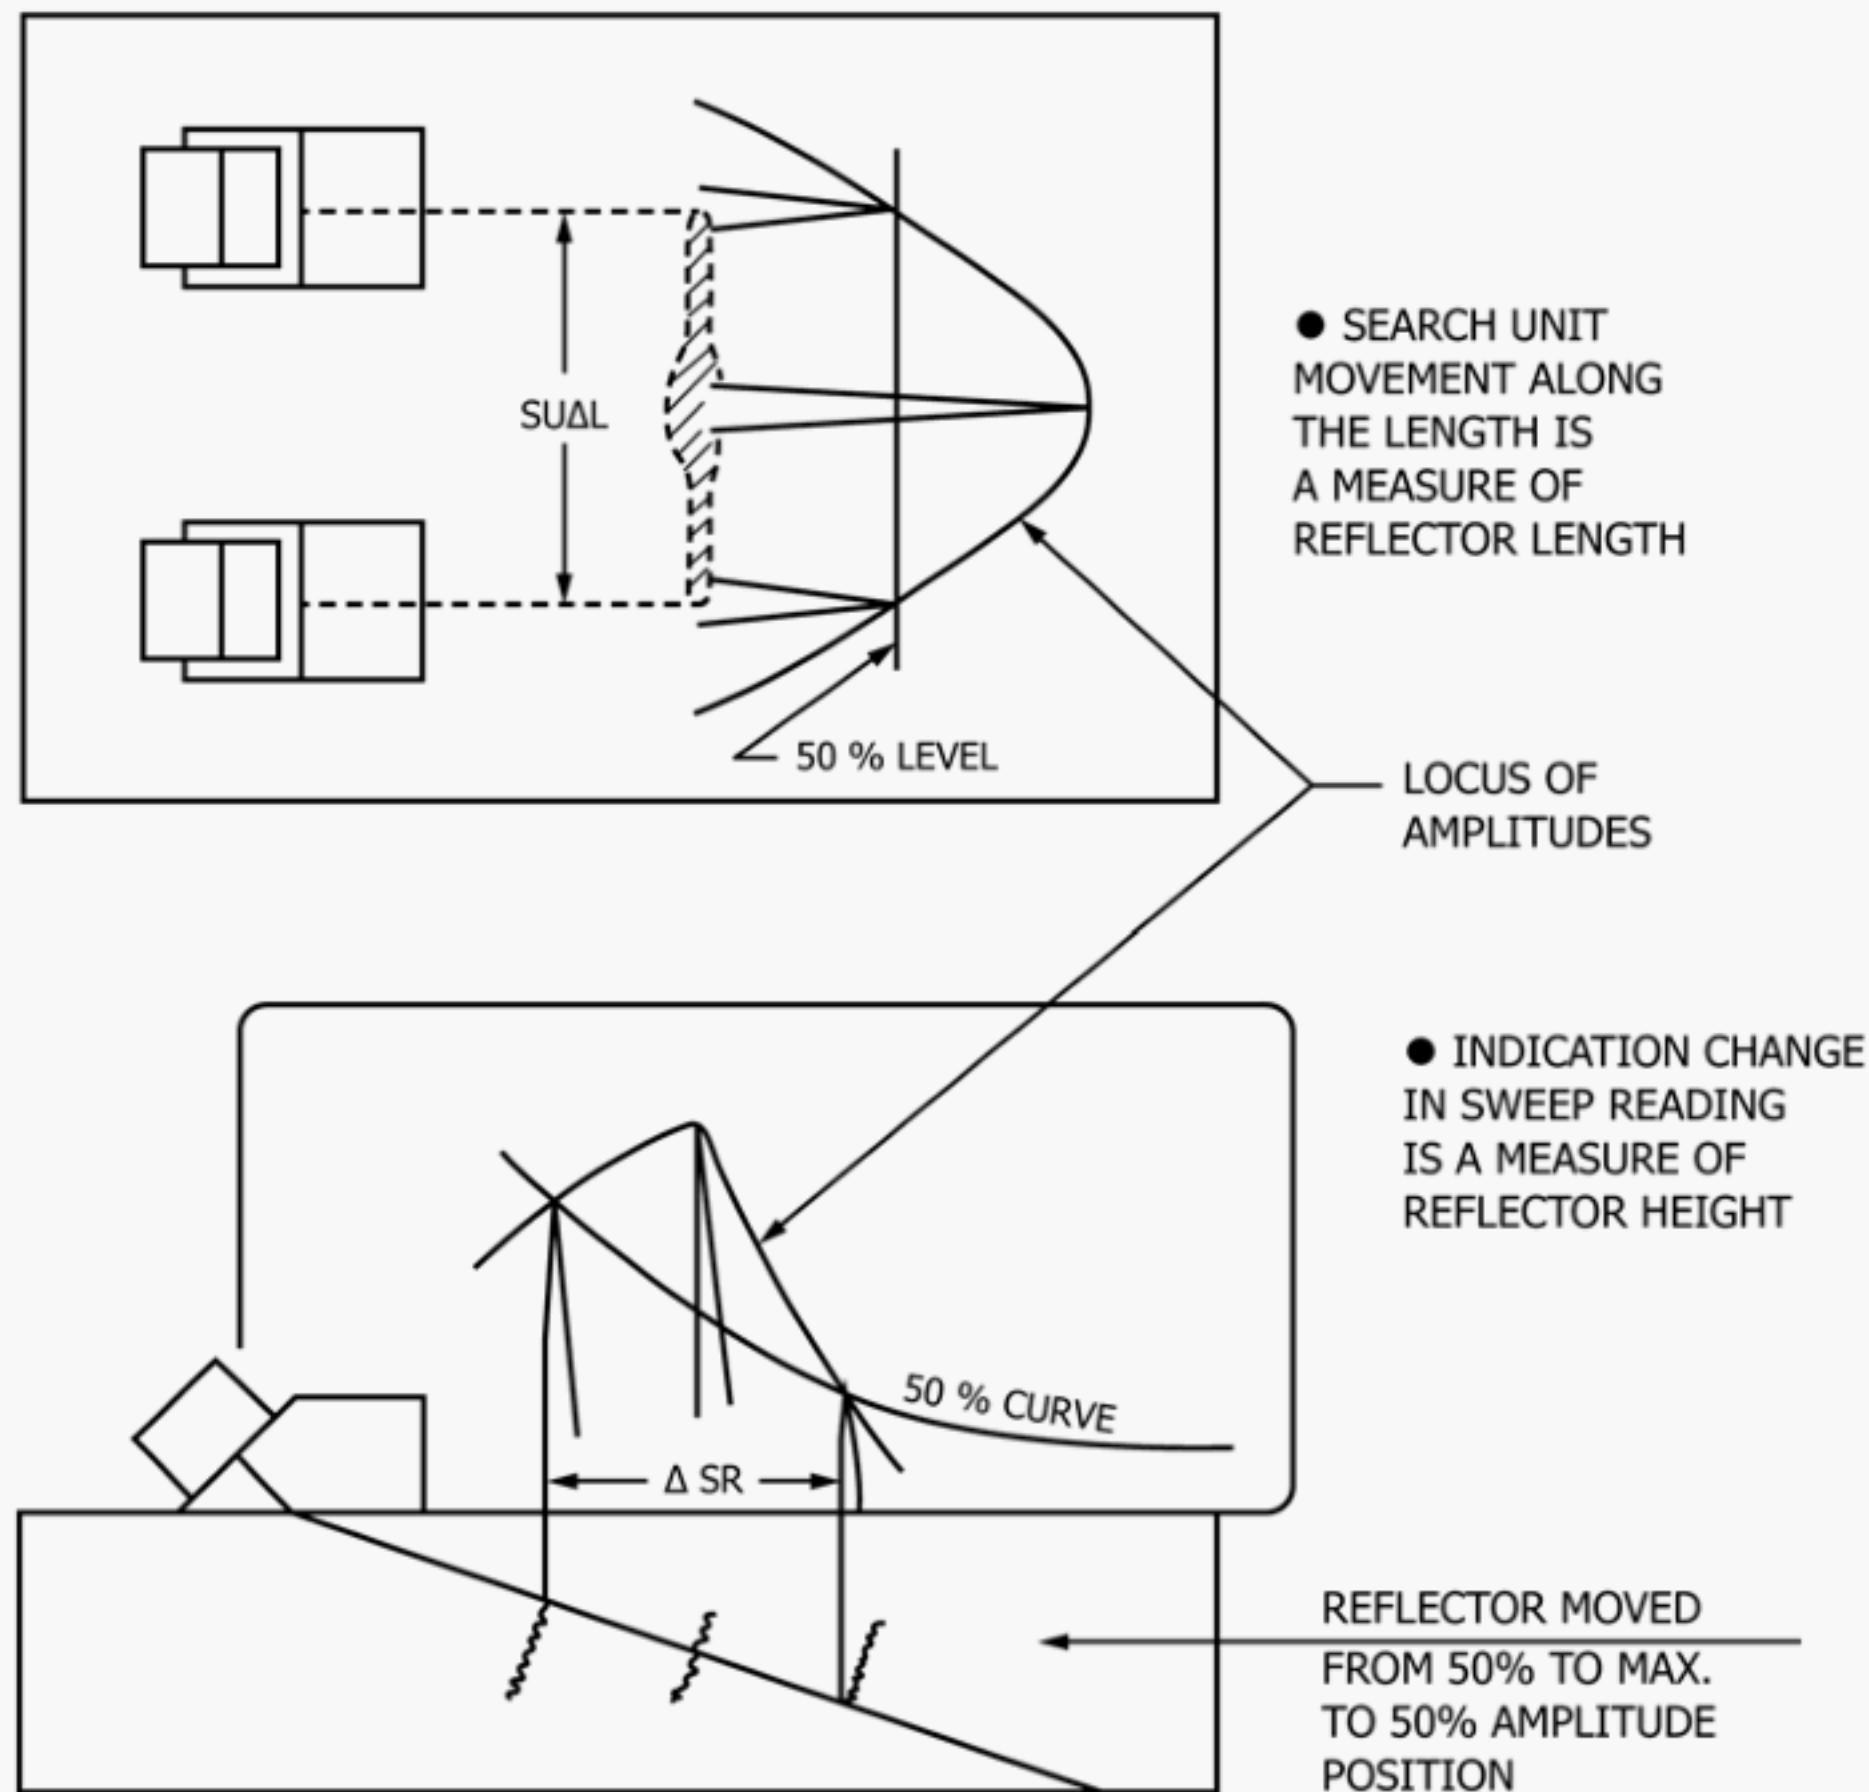 ● SEARCH UNIT
MOVEMENT ALONG
THE LENGTH IS
A MEASURE OF
REFLECTOR LENGTH
SUΔL
50 % LEVEL
LOCUS OF
AMPLITUDES
● INDICATION CHANGE
IN SWEEP READING
IS A MEASURE OF
REFLECTOR HEIGHT
50 % CURVE
Δ SR
REFLECTOR MOVED
FROM 50% TO MAX.
TO 50% AMPLITUDE
POSITION